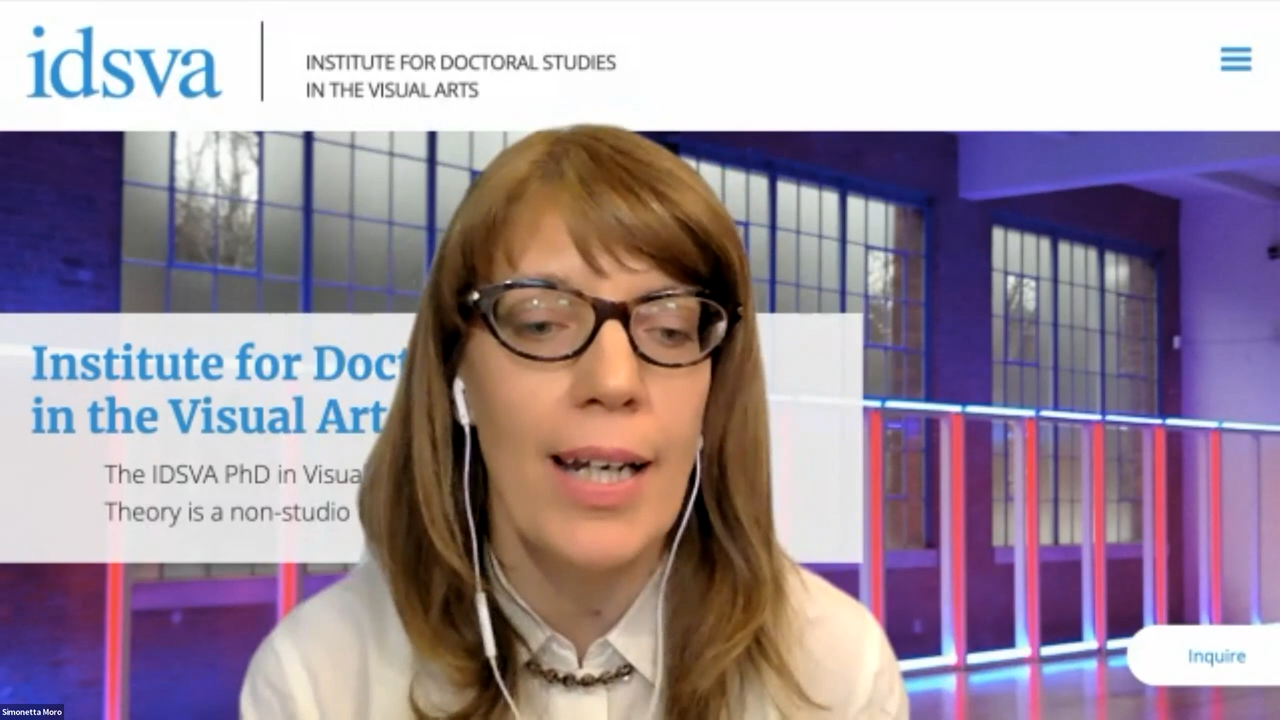 idsva
INSTITUTE FOR DOCTORAL STUDIES
IN THE VISUAL ARTS
Institute for Doct
in the Visual Art
The IDSVA PhD in Visual
Theory is a non-studio
Inquire
Simonetta Moro